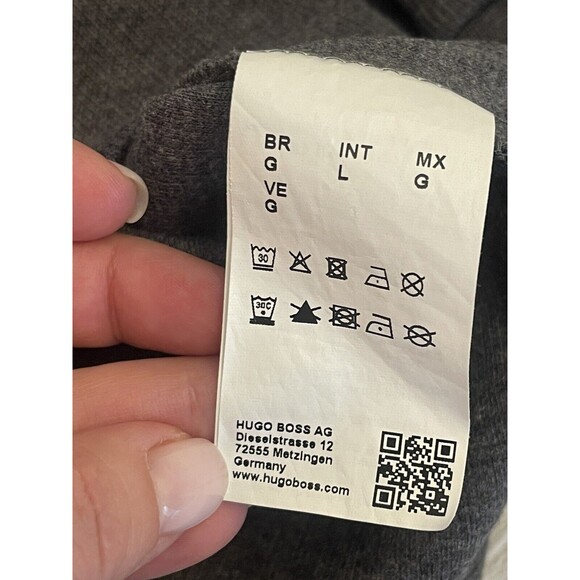 BR INT MX
G L G
VE
G
30
30C
HUGO BOSS AG
Dieselstrasse 12
72555 Metzingen
Germany
www.hugoboss.com